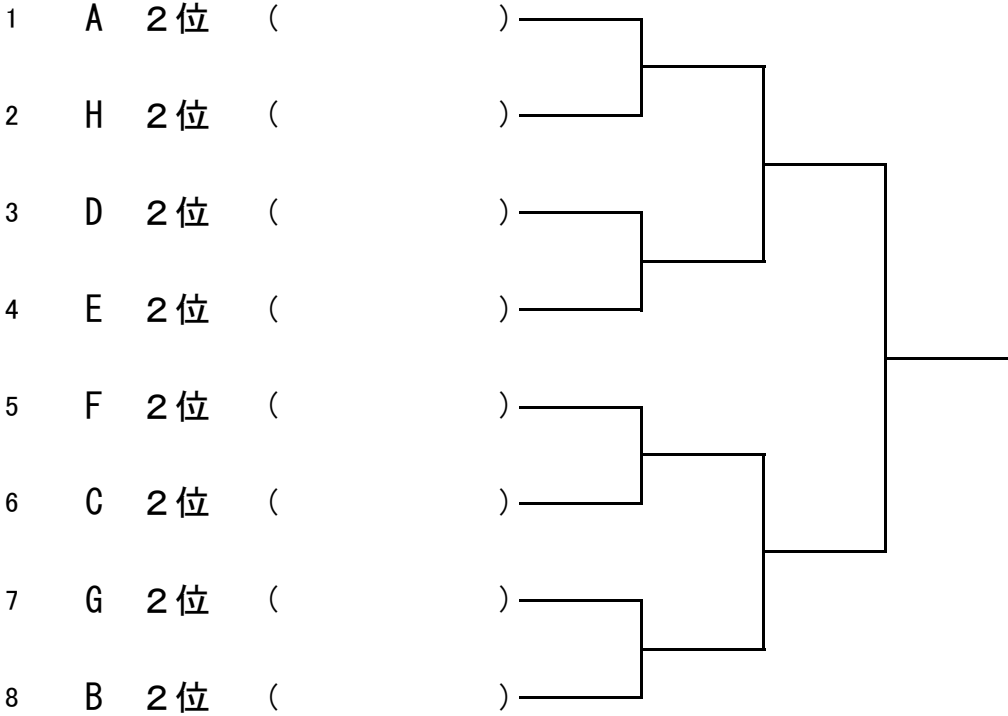 1 A ２位 ( )
2 H ２位 ( )
3 D ２位 ( )
4 E ２位 ( )
5 F ２位 ( )
6 C ２位 ( )
7 G ２位 ( )
8 B ２位 ( )